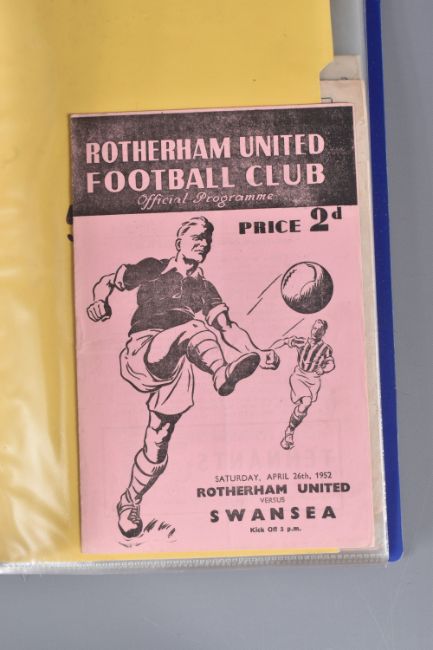 ROTHERHAM UNITED
FOOTBALL CLUB
Official Programme
PRICE 2d
SATURDAY, APRIL 26th, 1952
ROTHERHAM UNITED
VERSUS
SWANSEA
Kick Off 3 p.m.